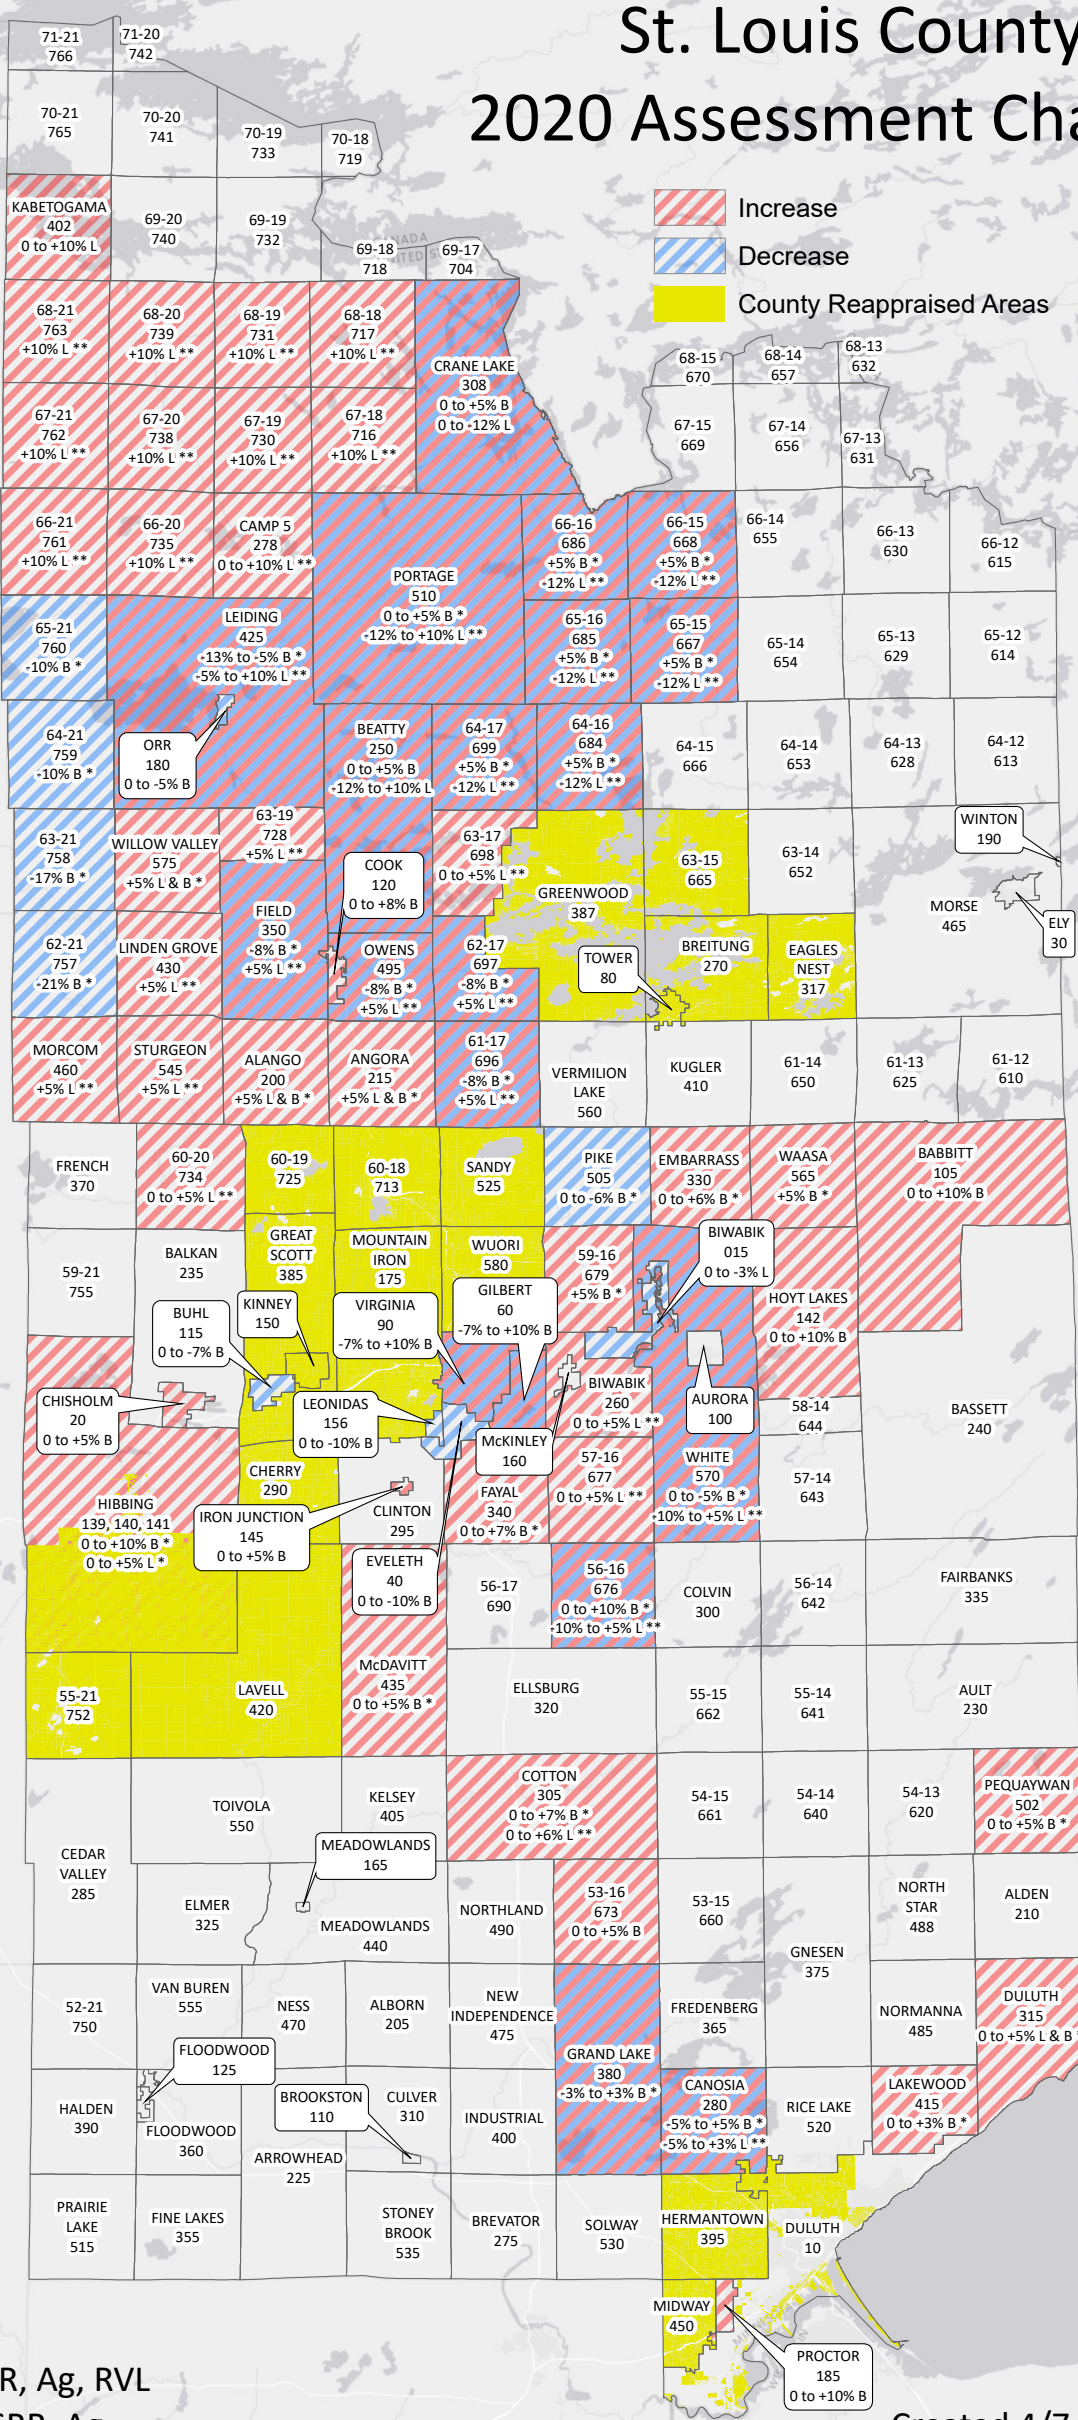 St. Louis County
2020 Assessment Cha
Increase
Decrease
County Reappraised Areas
71-21
766
71-20
742
70-21
765
70-20
741
70-19
733
70-18
719
KABETOGAMA
402
0 to +10% L
69-20
740
69-19
732
69-18
718
69-17
704
CANADA
68-21
763
+10% L **
68-20
739
+10% L **
68-19
731
+10% L **
68-18
717
+10% L **
CRANE LAKE
308
0 to +5% B
0 to -12% L
68-15
670
68-14
657
68-13
632
67-21
762
+10% L **
67-20
738
+10% L **
67-19
730
+10% L **
67-18
716
+10% L **
67-15
669
67-14
656
67-13
631
66-21
761
+10% L **
66-20
735
+10% L **
CAMP 5
278
0 to +10% L **
PORTAGE
510
0 to +5% B *
-12% to +10% L **
66-16
686
+5% B *
-12% L **
66-15
668
+5% B *
-12% L **
66-14
655
66-13
630
66-12
615
65-21
760
-10% B *
LEIDING
425
-13% to -5% B *
-5% to +10% L **
65-16
685
+5% B *
-12% L **
65-15
667
+5% B *
-12% L **
65-14
654
65-13
629
65-12
614
64-21
759
-10% B *
ORR
180
0 to -5% B
BEATTY
250
0 to +5% B
-12% to +10% L
64-17
699
+5% B *
-12% L **
64-16
684
+5% B *
-12% L **
64-15
666
64-14
653
64-13
628
64-12
613
63-21
758
-17% B *
WILLOW VALLEY
575
+5% L & B *
63-19
728
+5% L **
COOK
120
0 to +8% B
63-17
698
0 to +5% L **
GREENWOOD
387
63-15
665
63-14
652
MORSE
465
WINTON
190
ELY
30
62-21
757
-21% B *
LINDEN GROVE
430
+5% L **
FIELD
350
-8% B *
+5% L **
OWENS
495
-8% B *
+5% L **
62-17
697
-8% B *
+5% L **
TOWER
80
BREITUNG
270
EAGLES
NEST
317
MORCOM
460
+5% L **
STURGEON
545
+5% L **
ALANGO
200
+5% L & B *
ANGORA
215
+5% L & B *
61-17
696
-8% B *
+5% L **
VERMILION
LAKE
560
KUGLER
410
61-14
650
61-13
625
61-12
610
FRENCH
370
60-20
734
0 to +5% L **
60-19
725
60-18
713
SANDY
525
PIKE
505
0 to -6% B *
EMBARRASS
330
0 to +6% B *
WAASA
565
+5% B *
BABBITT
105
0 to +10% B
59-21
755
BALKAN
235
GREAT
SCOTT
385
MOUNTAIN
IRON
175
WUORI
580
59-16
679
+5% B *
BIWABIK
015
0 to -3% L
HOYT LAKES
142
0 to +10% B
BUHL
115
0 to -7% B
KINNEY
150
VIRGINIA
90
-7% to +10% B
GILBERT
60
-7% to +10% B
CHISHOLM
20
0 to +5% B
LEONIDAS
156
0 to -10% B
McKINLEY
160
BIWABIK
260
0 to +5% L **
AURORA
100
58-14
644
BASSETT
240
HIBBING
139, 140, 141
0 to +10% B *
0 to +5% L *
CHERRY
290
IRON JUNCTION
145
0 to +5% B
CLINTON
295
FAYAL
340
0 to +7% B *
57-16
677
0 to +5% L **
WHITE
570
0 to -5% B *
-10% to +5% L **
57-14
643
EVELETH
40
0 to -10% B
56-17
690
56-16
676
0 to +10% B *
-10% to +5% L **
COLVIN
300
56-14
642
FAIRBANKS
335
55-21
752
LAVELL
420
McDAVITT
435
0 to +5% B *
ELLSBURG
320
55-15
662
55-14
641
AULT
230
TOIVOLA
550
KELSEY
405
COTTON
305
0 to +7% B *
0 to +6% L **
54-15
661
54-14
640
54-13
620
PEQUAYWAN
502
0 to +5% B *
CEDAR
VALLEY
285
ELMER
325
MEADOWLANDS
165
MEADOWLANDS
440
NORTHLAND
490
53-16
673
0 to +5% B
53-15
660
GNESEN
375
NORTH
STAR
488
ALDEN
210
52-21
750
VAN BUREN
555
NESS
470
ALBORN
205
NEW
INDEPENDENCE
475
GRAND LAKE
380
-3% to +3% B *
FREDENBERG
365
NORMANNA
485
DULUTH
315
0 to +5% L & B
HALDEN
390
FLOODWOOD
125
FLOODWOOD
360
BROOKSTON
110
ARROWHEAD
225
CULVER
310
INDUSTRIAL
400
CANOSIA
280
-5% to +5% B *
-5% to +3% L **
RICE LAKE
520
LAKEWOOD
415
0 to +3% B *
PRAIRIE
LAKE
515
FINE LAKES
355
STONEY
BROOK
535
BREVATOR
275
SOLWAY
530
HERMANTOWN
395
DULUTH
10
MIDWAY
450
PROCTOR
185
0 to +10% B
R, Ag, RVL